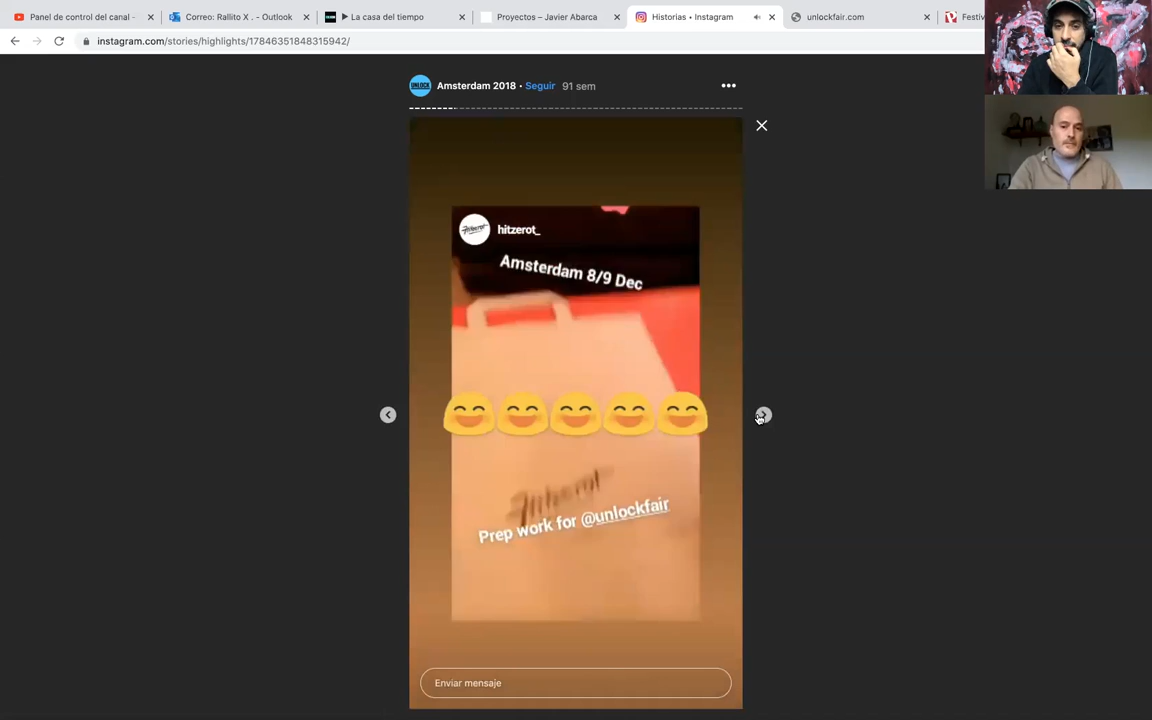 Panel de control del canal -
Correo: Rallito X . - Outlook
La casa del tiempo
Proyectos – Javier Abarca
Historias • Instagram
unlockfair.com
Festiv
instagram.com/stories/highlights/17846351848315942/
UNLOCK
Amsterdam 2018 • Seguir 91 sem
hitzerot_
Amsterdam 8/9 Dec
Hitzerot
Prep work for @unlockfair
Enviar mensaje